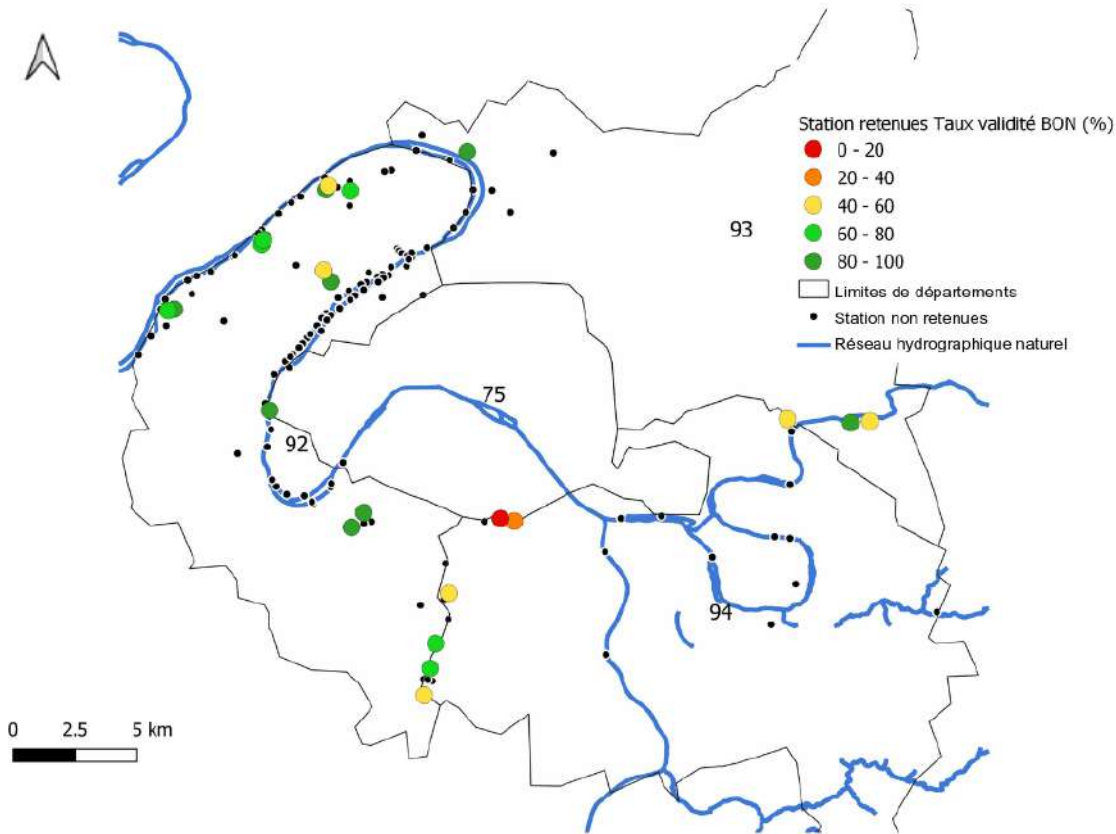 Station retenues Taux validité BON (%)
0 - 20
20 - 40
40 - 60
60 - 80
80 - 100
Limites de départements
Station non retenues
Réseau hydrographique naturel
93
75
92
94
0 2.5 5 km